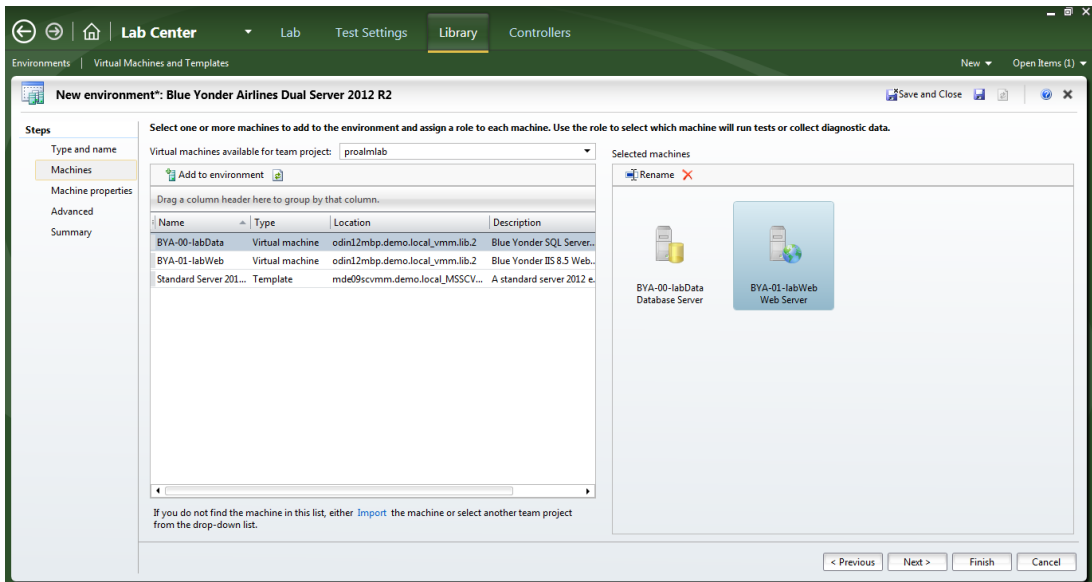 Lab Center Lab Test Settings Library Controllers
Environments Virtual Machines and Templates New Open Items (1)
New environment*: Blue Yonder Airlines Dual Server 2012 R2 Save and Close
Steps
Type and name
Machines
Machine properties
Advanced
Summary
Select one or more machines to add to the environment and assign a role to each machine. Use the role to select which machine will run tests or collect diagnostic data.
Virtual machines available for team project: proalmlab
Add to environment
Drag a column header here to group by that column.
Name Type Location Description
BYA-00-labData Virtual machine odin12mbp.demo.local_vmm.lib.2 Blue Yonder SQL Server..
BYA-01-labWeb Virtual machine odin12mbp.demo.local_vmm.lib.2 Blue Yonder IIS 8.5 Web..
Standard Server 201... Template mde09scvmm.demo.local_MSSCV... A standard server 2012 e.
If you do not find the machine in this list, either Import the machine or select another team project
from the drop-down list.
Selected machines
Rename
BYA-00-labData
Database Server
BYA-01-labWeb
Web Server
< Previous Next > Finish Cancel